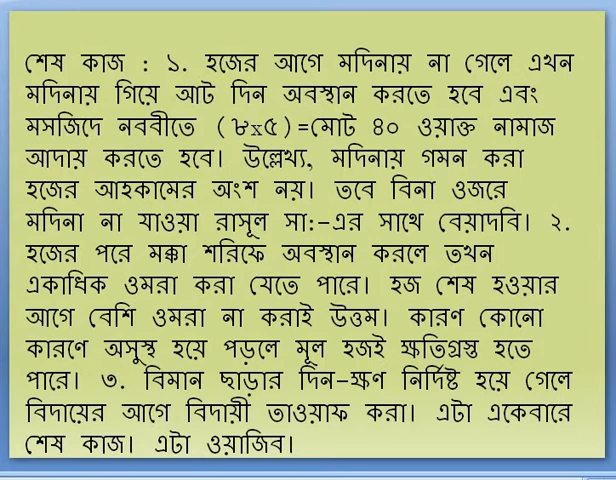 শেষ কাজ : ১. হজের আগে মদিনায় না গেলে এখন
মদিনায় গিয়ে আট দিন অবস্থান করতে হবে এবং
মসজিদে নববীতে (৮x৫)=মোট ৪০ ওয়াক্ত নামাজ
আদায় করতে হবে। উল্লেখ্য, মদিনায় গমন করা
হজের আহকামের অংশ নয়। তবে বিনা ওজরে
মদিনা না যাওয়া রাসূল সা:-এর সাথে বেয়াদবি। ২.
হজের পরে মক্কা শরিফে অবস্থান করলে তখন
একাধিক ওমরা করা যেতে পারে। হজ শেষ হওয়ার
আগে বেশি ওমরা না করাই উত্তম। কারণ কোনো
কারণে অসুস্থ হয়ে পড়লে মূল হজই ক্ষতিগ্রস্ত হতে
পারে। ৩. বিমান ছাড়ার দিন-ক্ষণ নির্দিষ্ট হয়ে গেলে
বিদায়ের আগে বিদায়ী তাওয়াফ করা। এটা একেবারে
শেষ কাজ। এটা ওয়াজিব।